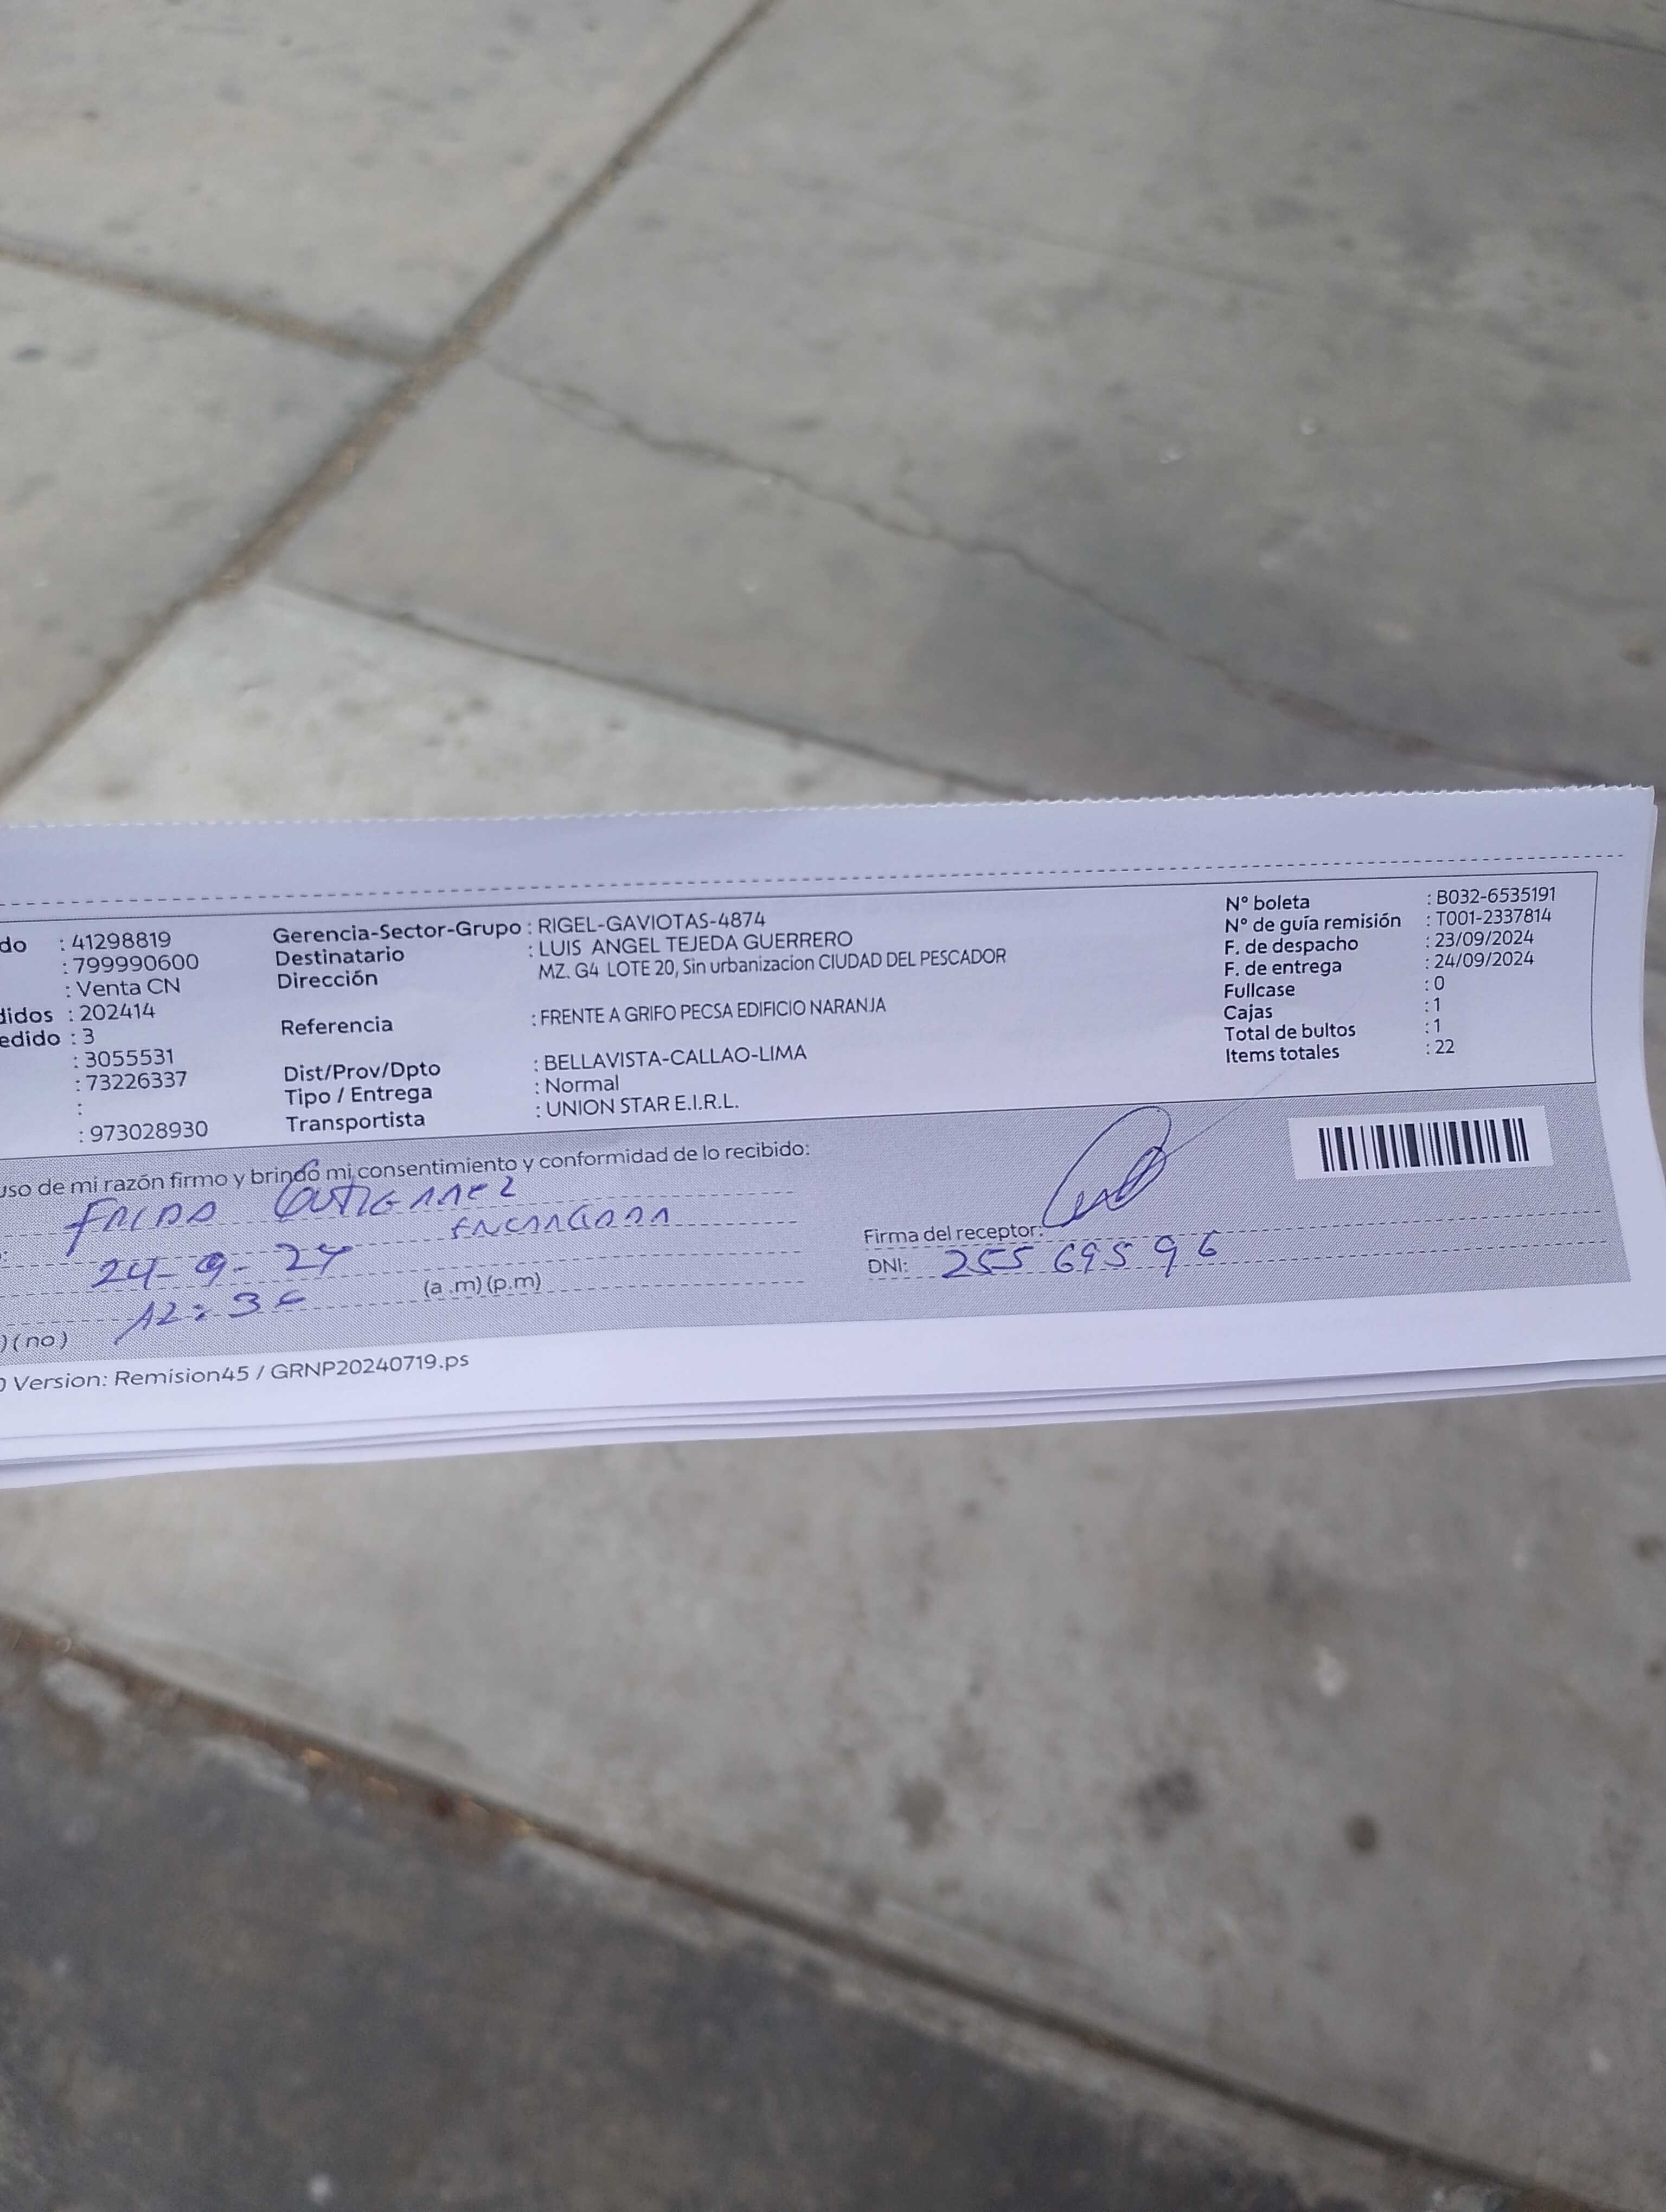 do : 41298819
: 799990600
: Venta CN
didos : 202414
edido : 3
: 3055531
: 73226337
:
: 973028930
Gerencia-Sector-Grupo : RIGEL-GAVIOTAS-4874
Destinatario : LUIS ANGEL TEJEDA GUERRERO
Dirección MZ. G4 LOTE 20, Sin urbanizacion CIUDAD DEL PESCADOR
Referencia : FRENTE A GRIFO PECSA EDIFICIO NARANJA
Dist/Prov/Dpto : BELLAVISTA-CALLAO-LIMA
Tipo / Entrega : Normal
Transportista : UNION STAR E.I.R.L.
N° boleta : B032-6535191
N° de guía remisión : T001-2337814
F. de despacho : 23/09/2024
F. de entrega : 24/09/2024
Fullcase : 0
Cajas : 1
Total de bultos : 1
Items totales : 22
uso de mi razón firmo y brindo mi consentimiento y conformidad de lo recibido:
GUTIERREZ
ENCARGADA
24-9-24
(a .m) (p.m)
) ( no )
Firma del receptor:
DNI: 25569596
Version: Remision45 / GRNP20240719.ps